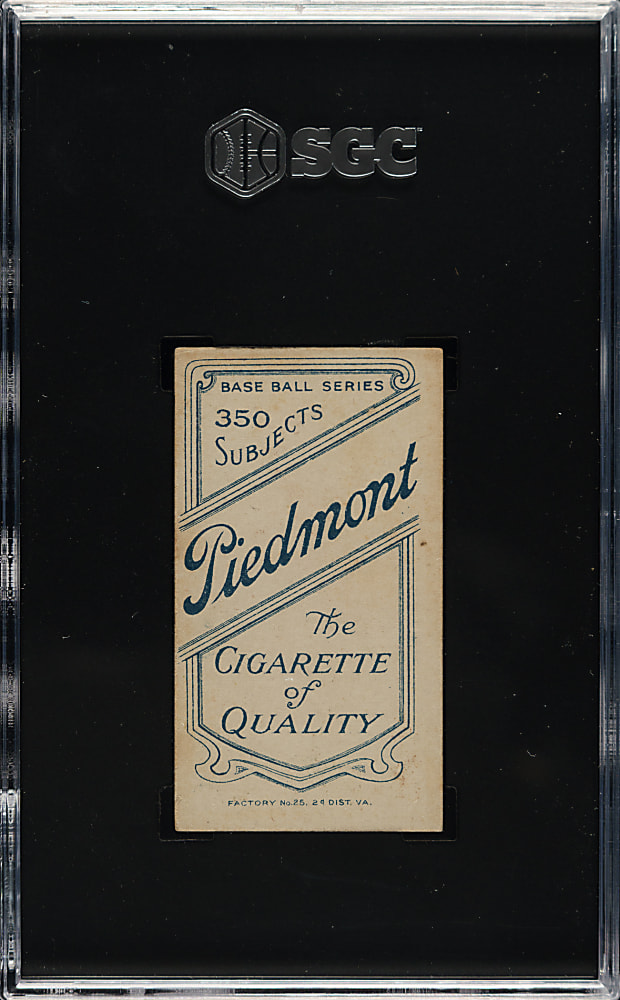 SGC
BASE BALL SERIES
350
SUBJECTS
Piedmont
The
CIGARETTE
of
QUALITY
FACTORY No. 25, 2d DIST. VA.